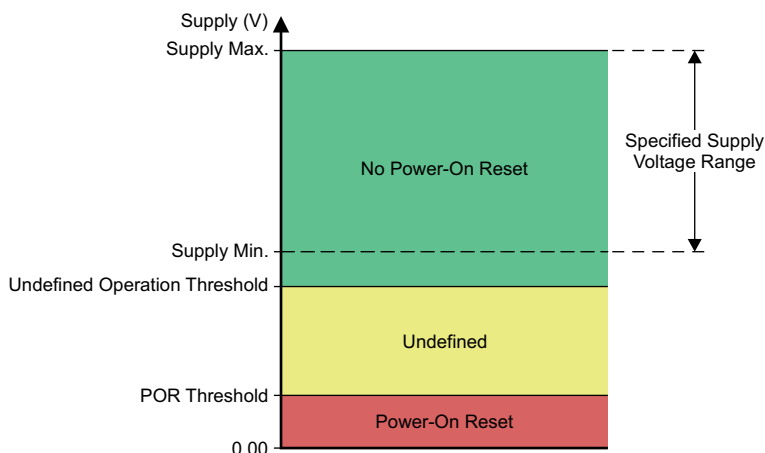 Supply (V)
Supply Max.
No Power-On Reset
Specified Supply
Voltage Range
Supply Min.
Undefined Operation Threshold
Undefined
POR Threshold
Power-On Reset
0.00